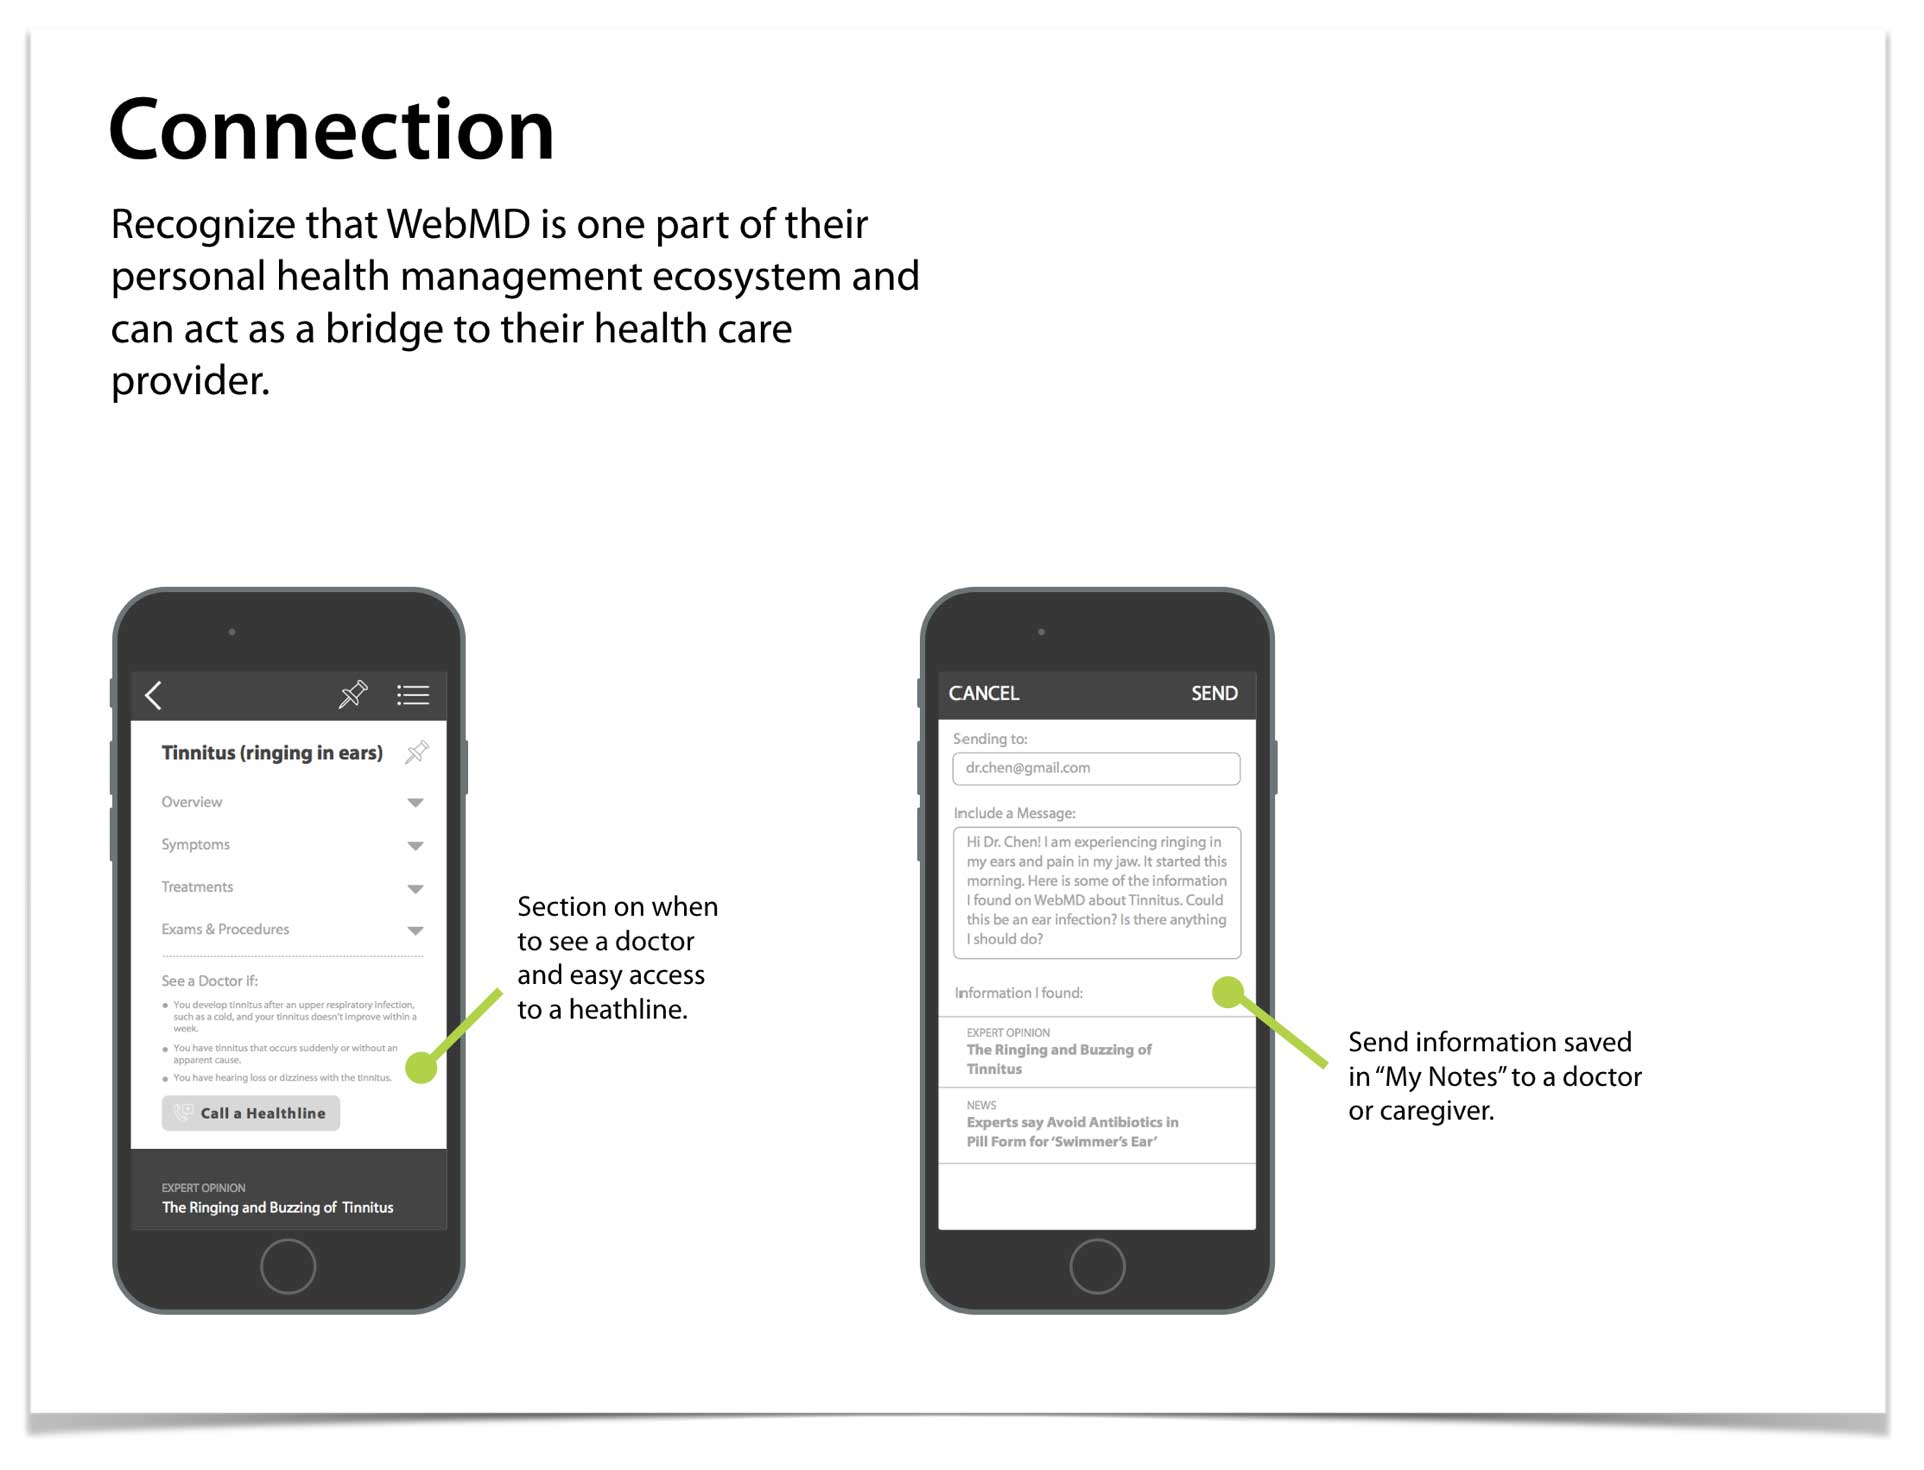 Connection
Recognize that WebMD is one part of their
personal health management ecosystem and
can act as a bridge to their health care
provider.
Tinnitus (ringing in ears)
Overview
Symptoms
Treatments
Exams & Procedures
See a Doctor if:
• You develop tinnitus after an upper respiratory infection,
such as a cold, and your tinnitus doesn't improve within a
week.
• You have tinnitus that occurs suddenly or without an
apparent cause.
• You have hearing loss or dizziness with the tinnitus.
Call a Healthline
EXPERT OPINION
The Ringing and Buzzing of Tinnitus
Section on when
to see a doctor
and easy access
to a heathline.
CANCEL
SEND
Sending to:
dr.chen@gmail.com
Include a Message:
Hi Dr. Chen! I am experiencing ringing in
my ears and pain in my jaw. It started this
morning. Here is some of the information
I found on WebMD about Tinnitus. Could
this be an ear infection? Is there anything
I should do?
Information I found:
EXPERT OPINION
The Ringing and Buzzing of
Tinnitus
NEWS
Experts say Avoid Antibiotics in
Pill Form for ‘Swimmer’s Ear’
Send information saved
in “My Notes” to a doctor
or caregiver.